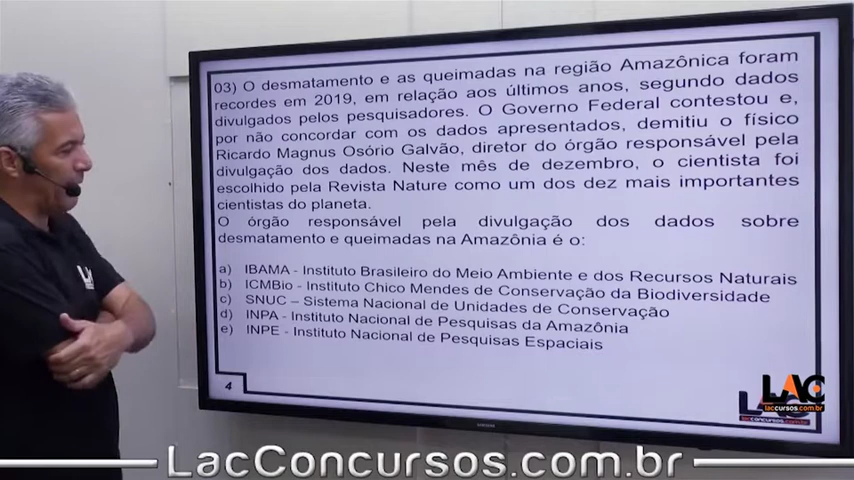 03) O desmatamento e as queimadas na região Amazônica foram
recordes em 2019, em relação aos últimos anos, segundo dados
divulgados pelos pesquisadores. O Governo Federal contestou e,
por não concordar com os dados apresentados, demitiu o físico
Ricardo Magnus Osório Galvão, diretor do órgão responsável pela
divulgação dos dados. Neste mês de dezembro, o cientista foi
escolhido pela Revista Nature como um dos dez mais importantes
cientistas do planeta.
O órgão responsável pela divulgação dos dados sobre
desmatamento e queimadas na Amazônia é o:
a) IBAMA - Instituto Brasileiro do Meio Ambiente e dos Recursos Naturais
b) ICMBio - Instituto Chico Mendes de Conservação da Biodiversidade
c) SNUC – Sistema Nacional de Unidades de Conservação
d) INPA - Instituto Nacional de Pesquisas da Amazônia
e) INPE - Instituto Nacional de Pesquisas Espaciais
4
LAC
laccursos.com.br
LAC
laccursos.com.br
SAMSUNG
LacConcursos.com.br